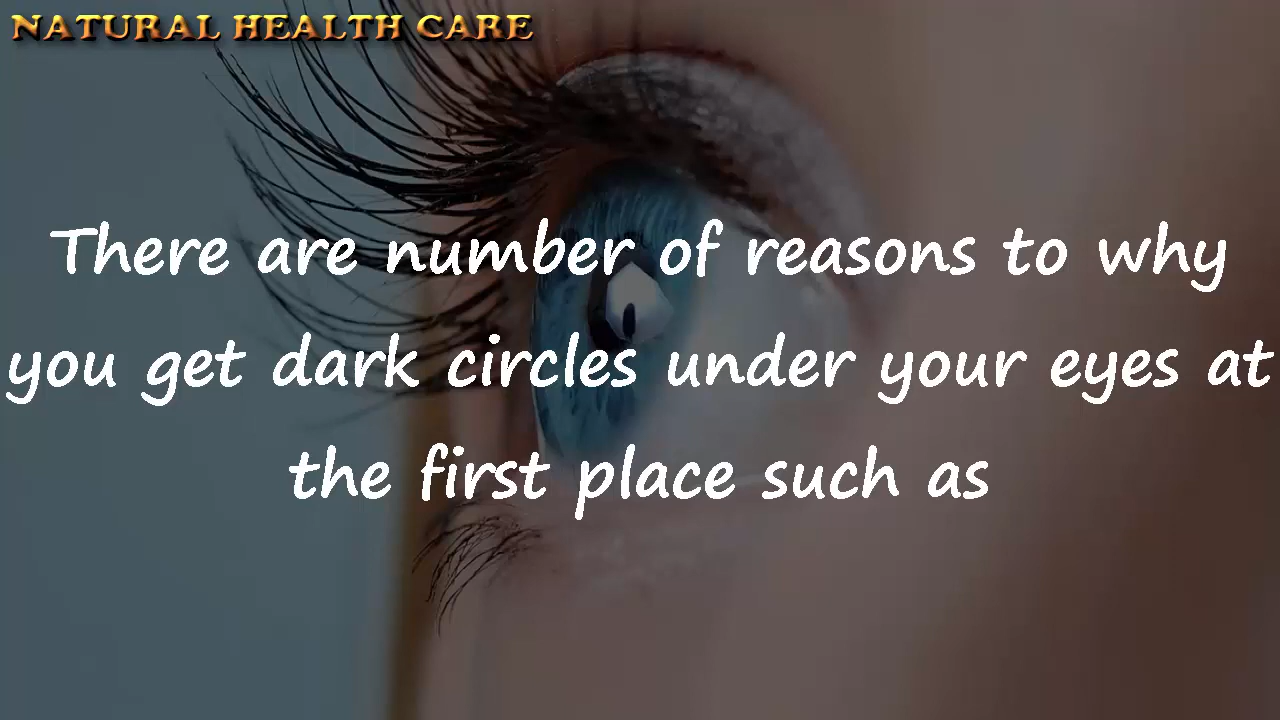 NATURAL HEALTH CARE
There are number of reasons to why
you get dark circles under your eyes at
the first place such as